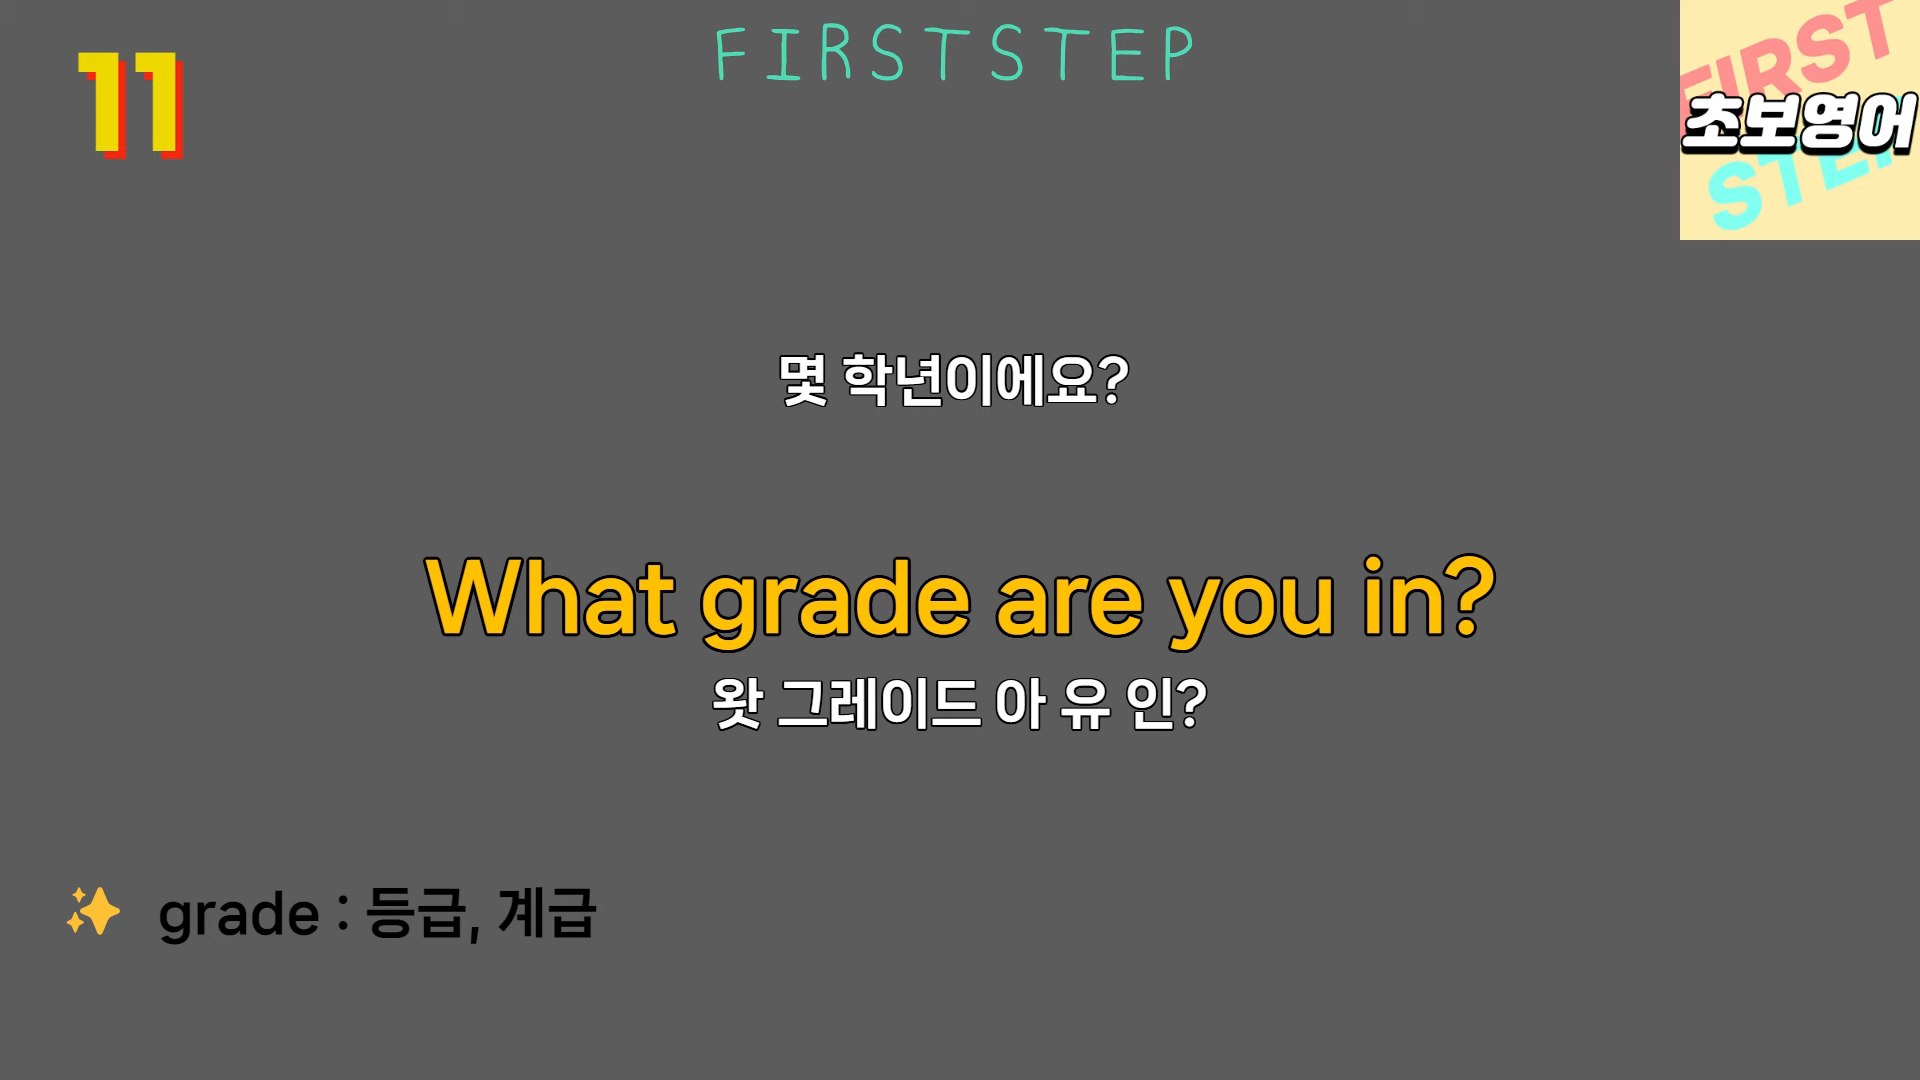 11
FIRSTSTEP
FIRST
초보영어
STEP
몇 학년이에요?
What grade are you in?
왓 그레이드 아 유 인?
✨ grade : 등급, 계급